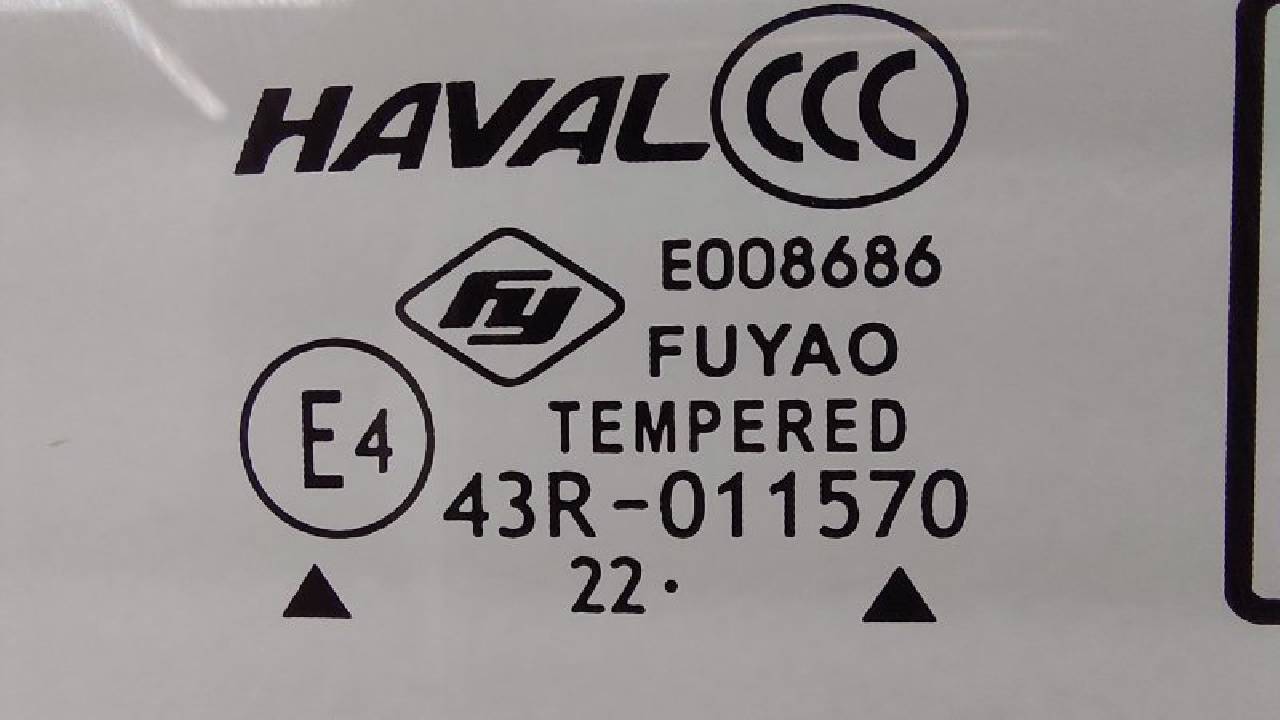 HAVAL CCC
FY E008686
FUYAO
TEMPERED
E4 43R-011570
22.